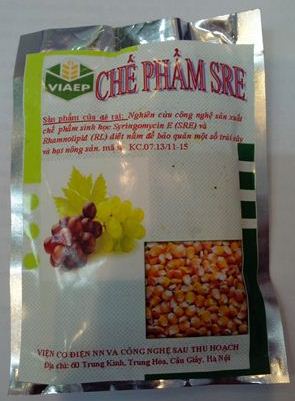 VIAEP
CHẾ PHẨM SRE
Sản phẩm của đề tài: Nghiên cứu công nghệ sản xuất
chế phẩm sinh học Syringomycin E (SRE) và
Rhamnolipid (RL) diệt nấm để bảo quản một số trái cây
và hạt nông sản. mã số KC.07.13/11-15
VIỆN CƠ ĐIỆN NN VÀ CÔNG NGHỆ SAU THU HOẠCH
Địa chỉ: 60 Trung Kính, Trung Hòa, Cầu Giấy, Hà Nội